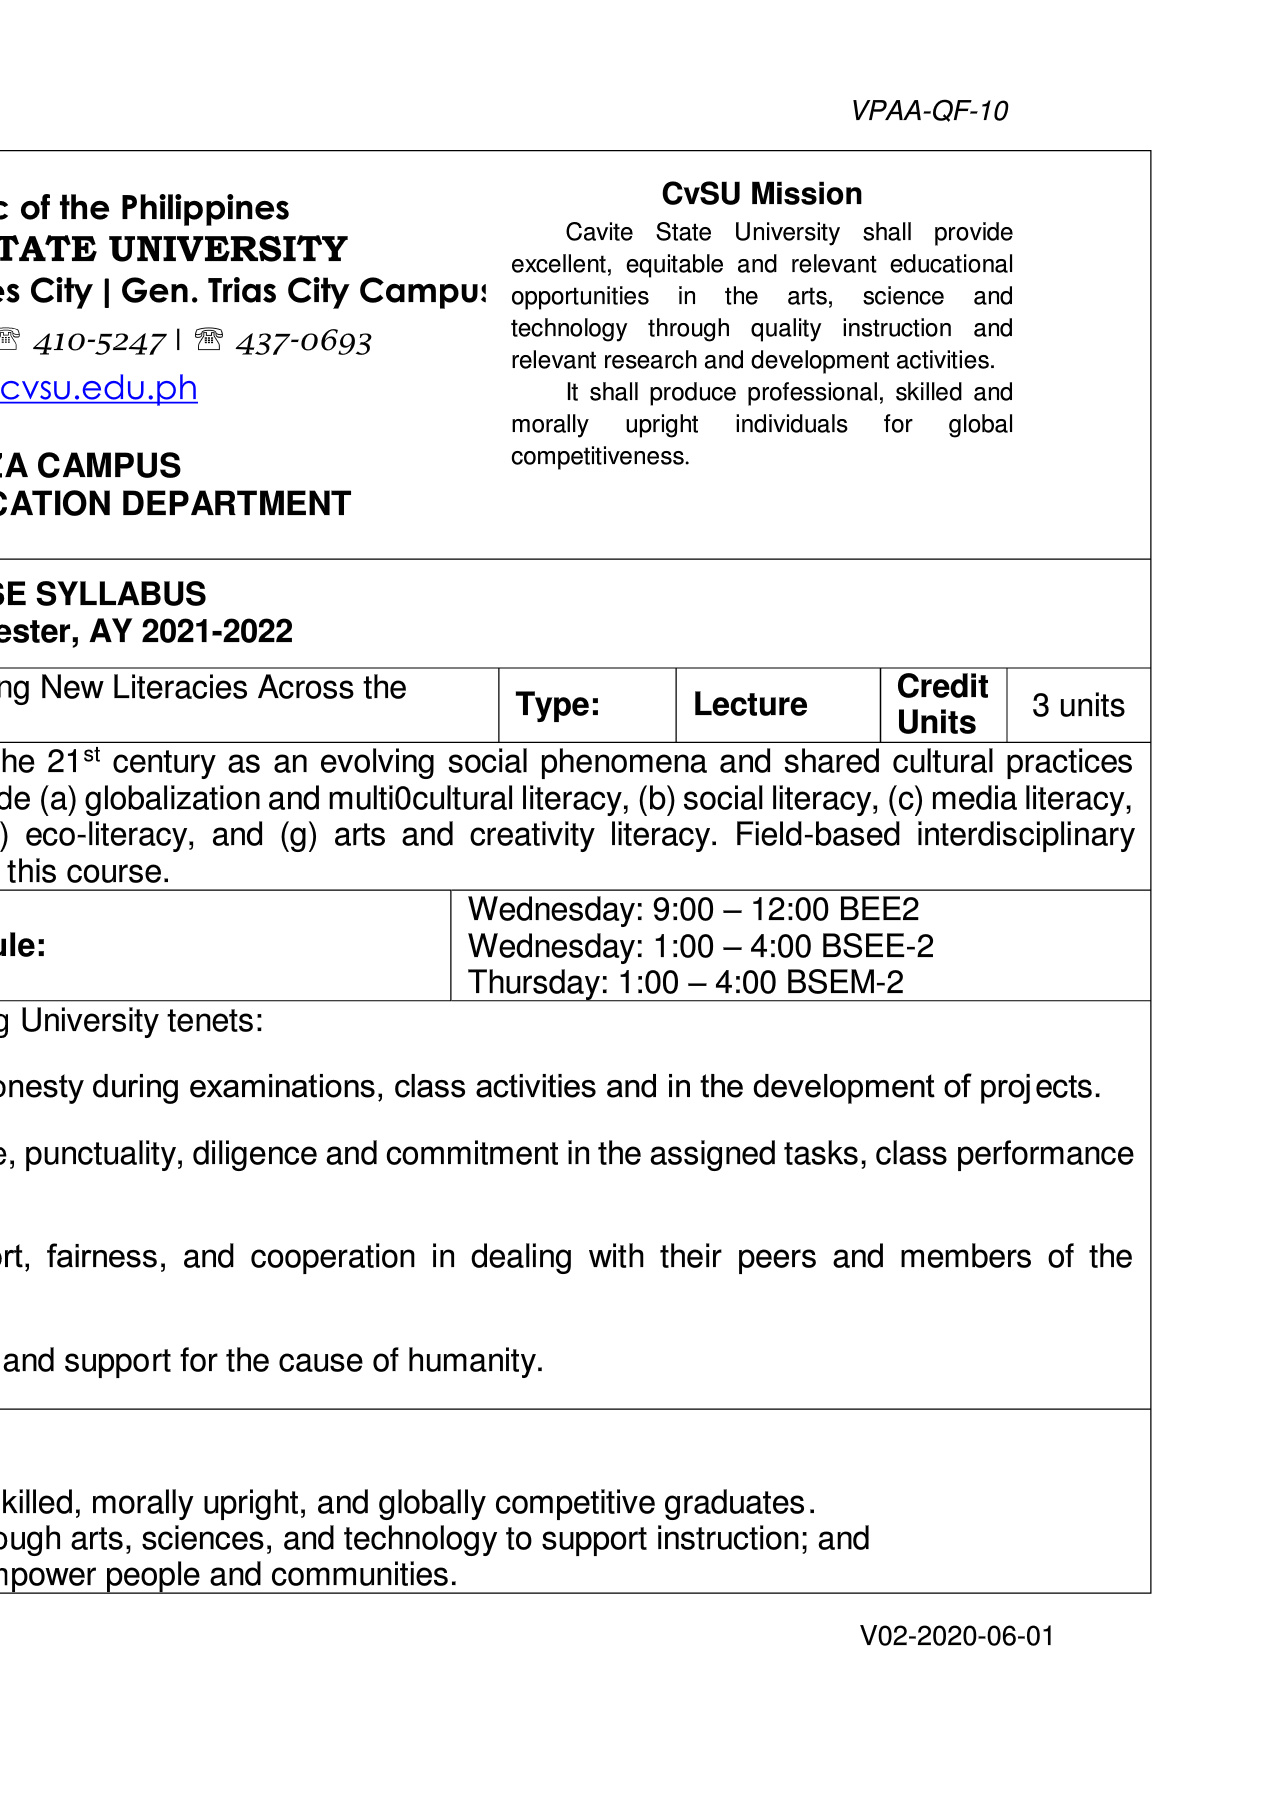 VPAA-QF-10
c of the Philippines
TATE UNIVERSITY
es City | Gen. Trias City Campus
☏ 410-5247 | ☏ 437-0693
cvsu.edu.ph
ZA CAMPUS
CATION DEPARTMENT
CvSU Mission
Cavite State University shall provide
excellent, equitable and relevant educational
opportunities in the arts, science and
technology through quality instruction and
relevant research and development activities.
It shall produce professional, skilled and
morally upright individuals for global
competitiveness.
SE SYLLABUS
ester, AY 2021-2022
ng New Literacies Across the
Type:
Lecture
Credit
Units
3 units
he 21st century as an evolving social phenomena and shared cultural practices
de (a) globalization and multi0cultural literacy, (b) social literacy, (c) media literacy,
) eco-literacy, and (g) arts and creativity literacy. Field-based interdisciplinary
this course.
ule:
Wednesday: 9:00 – 12:00 BEE2
Wednesday: 1:00 – 4:00 BSEE-2
Thursday: 1:00 – 4:00 BSEM-2
g University tenets:
onesty during examinations, class activities and in the development of projects.
e, punctuality, diligence and commitment in the assigned tasks, class performance
ort, fairness, and cooperation in dealing with their peers and members of the
and support for the cause of humanity.
killed, morally upright, and globally competitive graduates.
ough arts, sciences, and technology to support instruction; and
mpower people and communities.
V02-2020-06-01